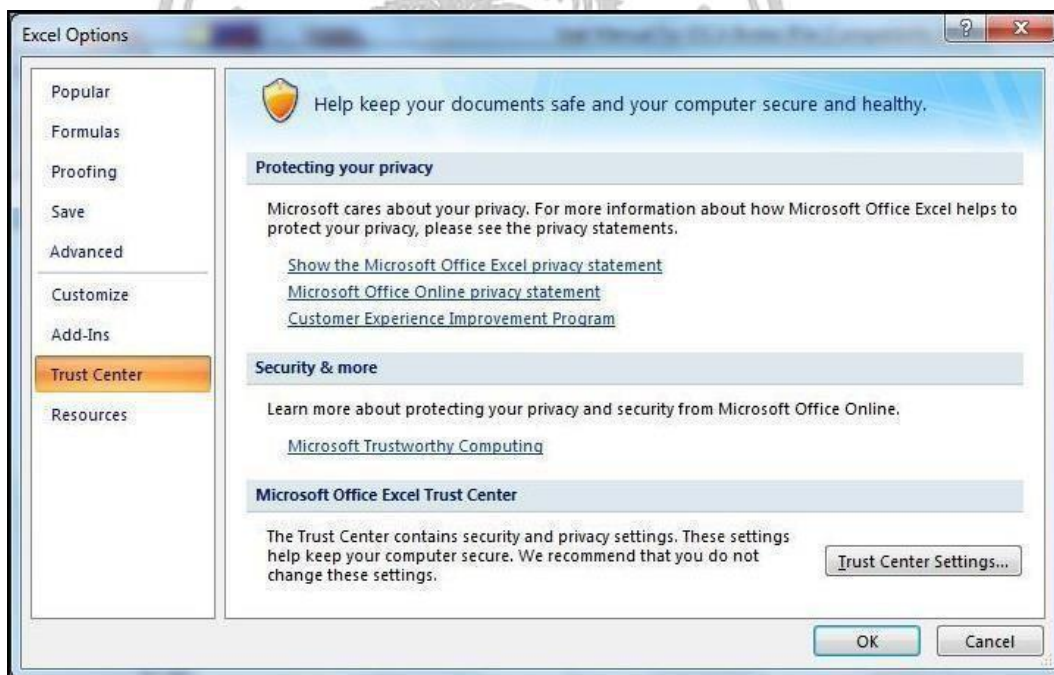 Excel Options
?
X
Popular
Formulas
Proofing
Save
Advanced
Customize
Add-Ins
Trust Center
Resources
Help keep your documents safe and your computer secure and healthy.
Protecting your privacy
Microsoft cares about your privacy. For more information about how Microsoft Office Excel helps to
protect your privacy, please see the privacy statements.
Show the Microsoft Office Excel privacy statement
Microsoft Office Online privacy statement
Customer Experience Improvement Program
Security & more
Learn more about protecting your privacy and security from Microsoft Office Online.
Microsoft Trustworthy Computing
Microsoft Office Excel Trust Center
The Trust Center contains security and privacy settings. These settings
help keep your computer secure. We recommend that you do not
change these settings.
Trust Center Settings...
OK
Cancel